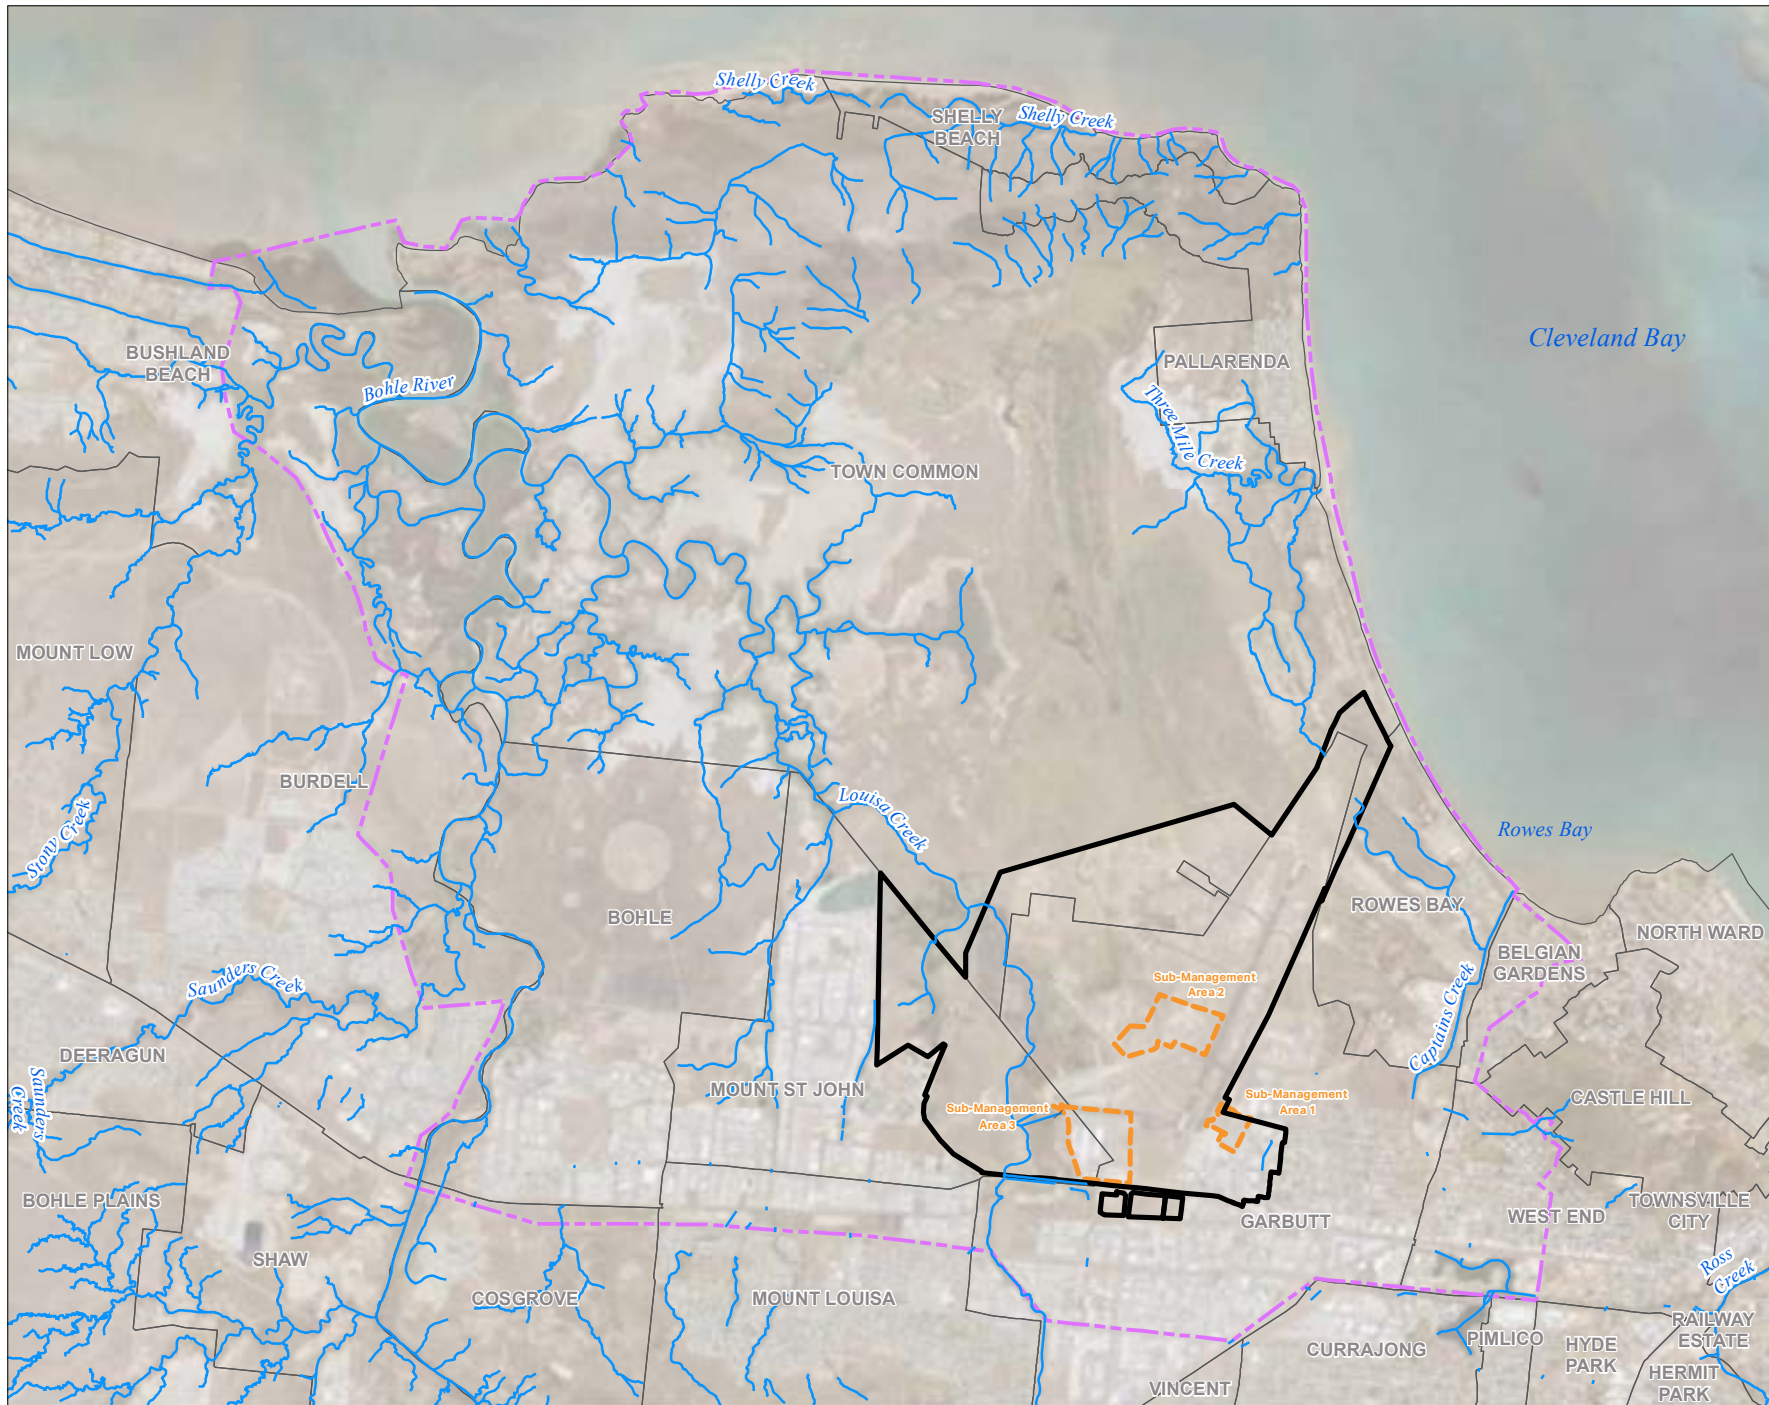 Shelly Creek
SHELLY
BEACH
Shelly Creek
Cleveland Bay
BUSHLAND
BEACH
PALLARENDA
Bohle River
Three Mile Creek
TOWN COMMON
MOUNT LOW
BURDELL
Stony Creek
Louisa Creek
Rowes Bay
BOHLE
ROWES BAY
NORTH WARD
BELGIAN
GARDENS
Saunders Creek
Sub-Management
Area 2
Captains Creek
DEERAGUN
Saunders
Creek
MOUNT ST JOHN
Sub-Management
Area 3
Sub-Management
Area 1
CASTLE HILL
BOHLE PLAINS
TOWNSVILLE
CITY
WEST END
GARBUTT
SHAW
Ross
Creek
COSGROVE
MOUNT LOUISA
RAILWAY
ESTATE
CURRAJONG
PIMLICO
HYDE
PARK
HERMIT
PARK
VINCENT